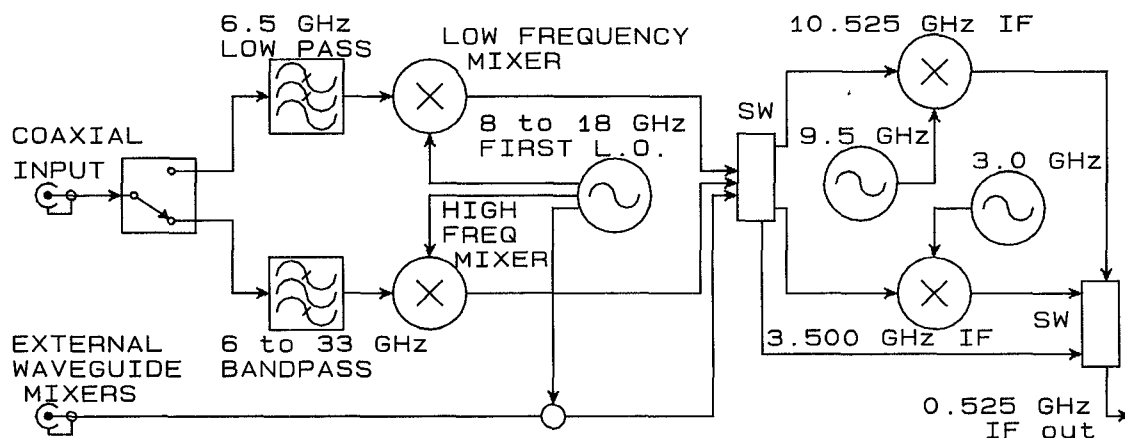 6.5 GHz
LOW PASS
LOW FREQUENCY
MIXER
10.525 GHz IF
COAXIAL
INPUT
8 to 18 GHz
FIRST L.O.
SW
9.5 GHz
3.0 GHz
HIGH
FREQ
MIXER
6 to 33 GHz
BANDPASS
3.500 GHz IF
SW
EXTERNAL
WAVEGUIDE
MIXERS
0.525 GHz
IF out